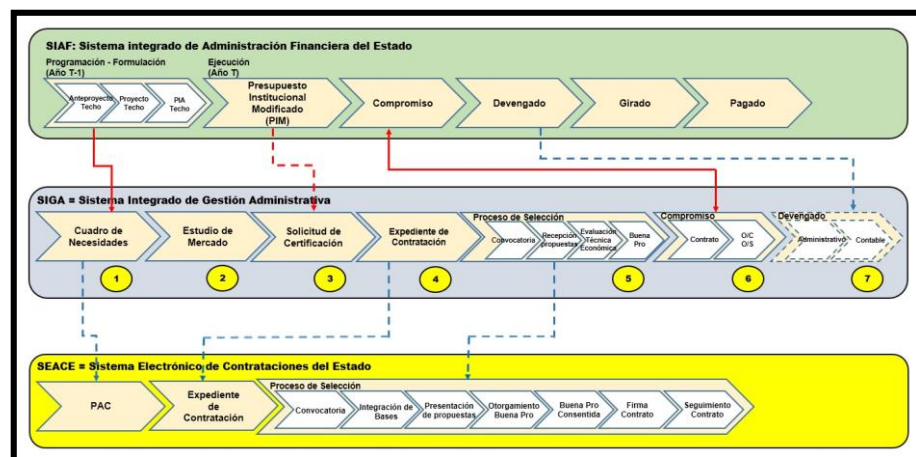 SIAF: Sistema integrado de Administración Financiera del Estado
Programación - Formulación
(Año T-1)
Ejecución
(Año T)
Anteproyecto
Techo
Proyecto
Techo
PIA
Techo
Presupuesto
Institucional
Modificado
(PIM)
Compromiso
Devengado
Girado
Pagado
SIGA = Sistema Integrado de Gestión Administrativa
Cuadro de
Necesidades
Estudio de
Mercado
Solicitud de
Certificación
Expediente
de Contratación
Proceso de Selección
Convocatoria
Recepción
propuestas
Evaluación
Técnica
Económica
Buena
Pro
Compromiso
Contrato
O/C
O/S
Devengado
Administrativo
Contable
1
2
3
4
5
6
7
SEACE = Sistema Electrónico de Contrataciones del Estado
PAC
Expediente
de
Contratación
Proceso de Selección
Convocatoria
Integración de
Bases
Presentación
de propuestas
Otorgamiento
Buena Pro
Buena Pro
Consentida
Firma
Contrato
Seguimiento
Contrato